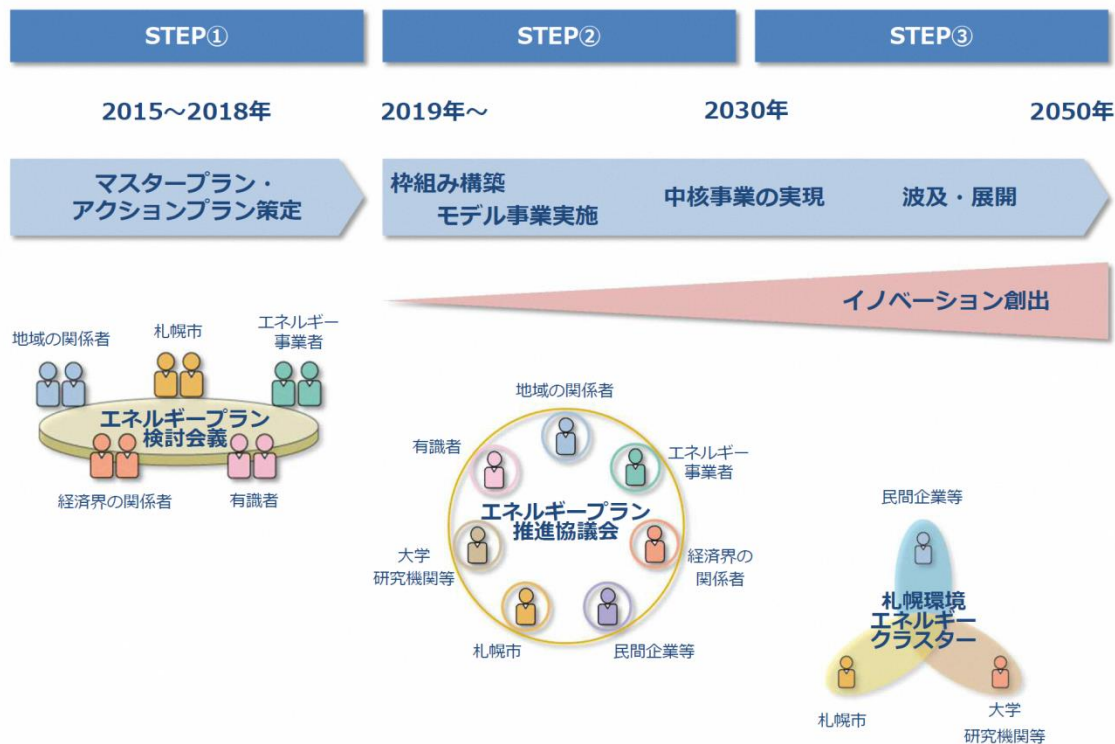 STEP①
STEP②
STEP③
2015～2018年
2019年～
2030年
2050年
マスタープラン・
アクションプラン策定
枠組み構築
モデル事業実施
中核事業の実現
波及・展開
イノベーション創出
地域の関係者
札幌市
エネルギー
事業者
エネルギープラン
検討会議
経済界の関係者
有識者
地域の関係者
有識者
エネルギー
事業者
エネルギープラン
推進協議会
大学
研究機関等
経済界の
関係者
札幌市
民間企業等
民間企業等
札幌環境
エネルギー
クラスター
札幌市
大学
研究機関等